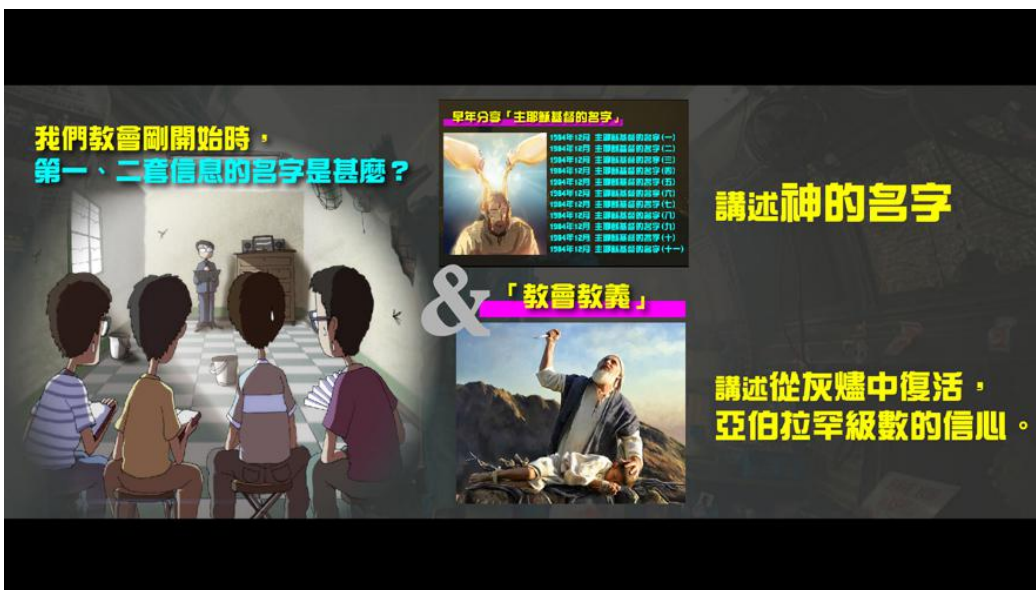 我們教會剛開始時，
第一、二套信息的名字是甚麼？
早年分享「主耶穌基督的名字」
1984年12月 主耶穌基督的名字(一)
1984年12月 主耶穌基督的名字(二)
1984年12月 主耶穌基督的名字(三)
1984年12月 主耶穌基督的名字(四)
1984年12月 主耶穌基督的名字(五)
1984年12月 主耶穌基督的名字(六)
1984年12月 主耶穌基督的名字(七)
1984年12月 主耶穌基督的名字(八)
1984年12月 主耶穌基督的名字(九)
1984年12月 主耶穌基督的名字(十)
1984年12月 主耶穌基督的名字(十一)
講述神的名字
&
「教會教義」
講述從灰燼中復活，
亞伯拉罕級數的信心。